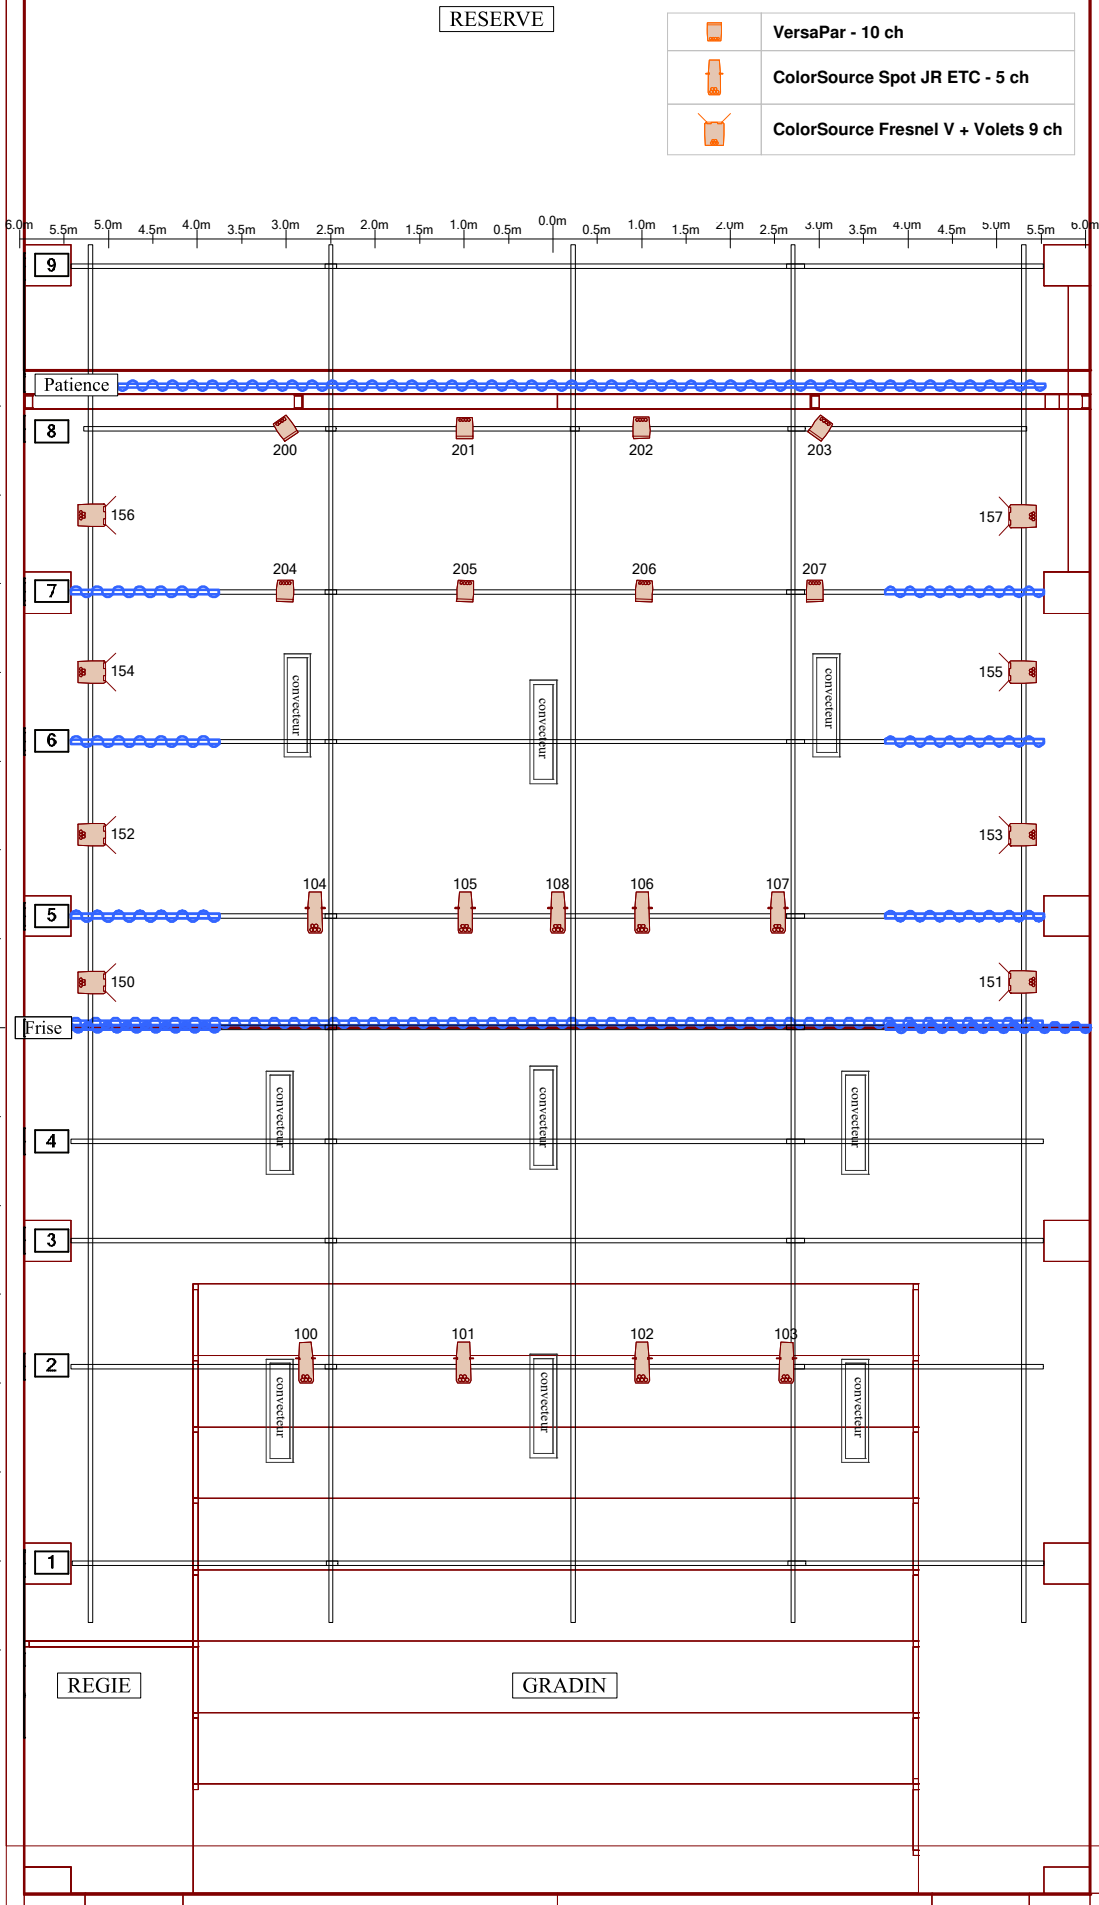 RESERVE
VersaPar - 10 ch
ColorSource Spot JR ETC - 5 ch
ColorSource Fresnel V + Volets 9 ch
6.0m 5.5m 5.0m 4.5m 4.0m 3.5m 3.0m 2.5m 2.0m 1.5m 1.0m 0.5m 0.0m 0.5m 1.0m 1.5m 2.0m 2.5m 3.0m 3.5m 4.0m 4.5m 5.0m 5.5m 6.0m
9
Patience
8
200 201 202 203
156 157
204 205 206 207
7
154 155
convecteur convecteur convecteur
6
152 153
104 105 108 106 107
5
150 151
Frise
convecteur convecteur convecteur
4
3
100 101 102 103
2
convecteur convecteur convecteur
1
REGIE GRADIN